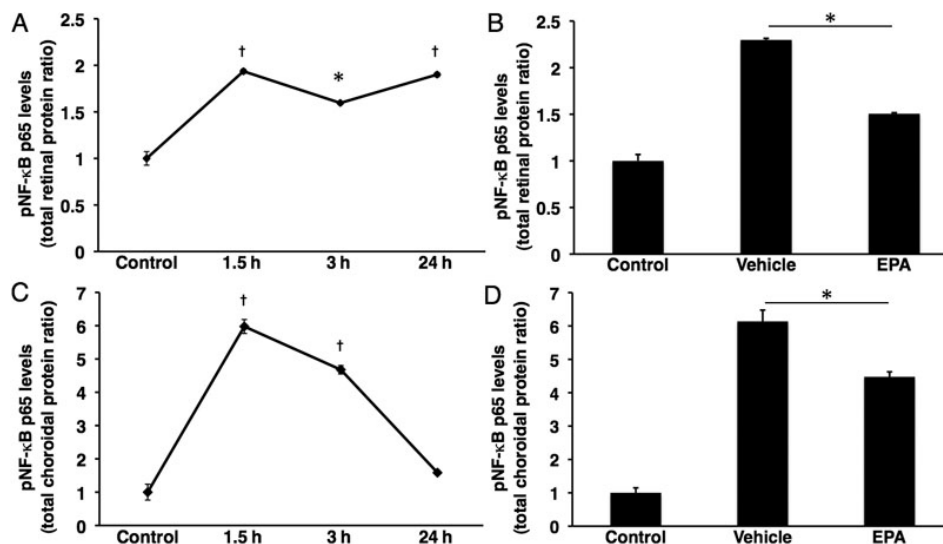 A
pNF-κB p65 levels
(total retinal protein ratio)
2.5
2
1.5
1
0.5
0
†
*
†
Control 1.5 h 3 h 24 h
B
pNF-κB p65 levels
(total retinal protein ratio)
2.5
2
1.5
1
0.5
0
*
Control Vehicle EPA
C
pNF-κB p65 levels
(total choroidal protein ratio)
7
6
5
4
3
2
1
0
†
†
Control 1.5 h 3 h 24 h
D
pNF-κB p65 levels
(total choroidal protein ratio)
7
6
5
4
3
2
1
0
*
Control Vehicle EPA